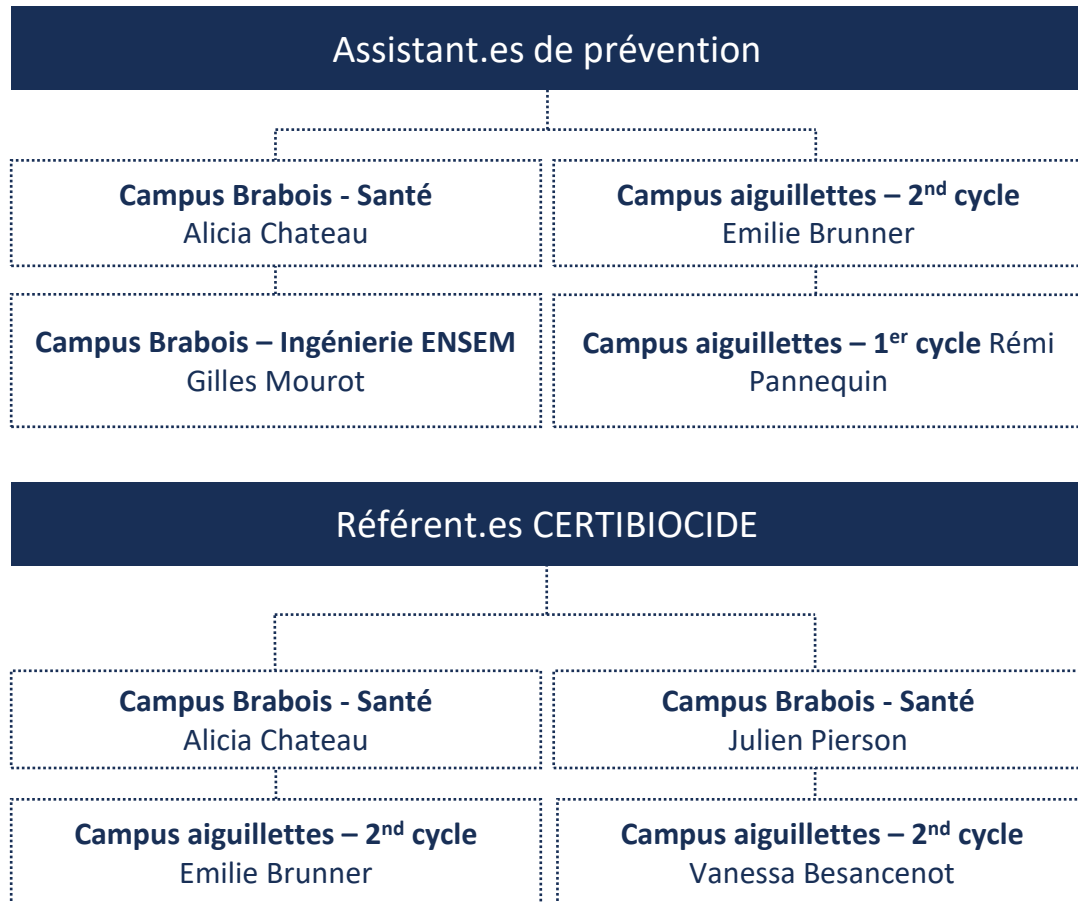 Assistant.es de prévention
Campus Brabois - Santé
Alicia Chateau
Campus aiguillettes – 2nd cycle
Emilie Brunner
Campus Brabois – Ingénierie ENSEM
Gilles Mourot
Campus aiguillettes – 1er cycle Rémi
Pannequin
Référent.es CERTIBIOCIDE
Campus Brabois - Santé
Alicia Chateau
Campus Brabois - Santé
Julien Pierson
Campus aiguillettes – 2nd cycle
Emilie Brunner
Campus aiguillettes – 2nd cycle
Vanessa Besancenot